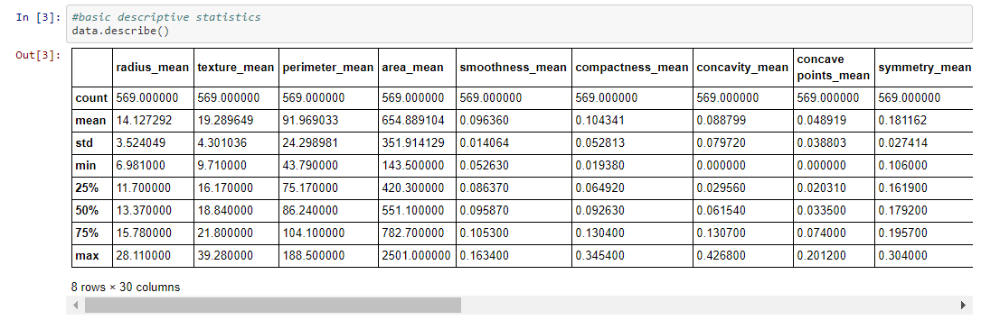 In [3]: #basic descriptive statistics
data.describe()
Out[3]:
radius_mean texture_mean perimeter_mean area_mean smoothness_mean compactness_mean concavity_mean concave points_mean symmetry_mean
count 569.000000 569.000000 569.000000 569.000000 569.000000 569.000000 569.000000 569.000000 569.000000
mean 14.127292 19.289649 91.969033 654.889104 0.096360 0.104341 0.088799 0.048919 0.181162
std 3.524049 4.301036 24.298981 351.914129 0.014064 0.052813 0.079720 0.038803 0.027414
min 6.981000 9.710000 43.790000 143.500000 0.052630 0.019380 0.000000 0.000000 0.106000
25% 11.700000 16.170000 75.170000 420.300000 0.086370 0.064920 0.029560 0.020310 0.161900
50% 13.370000 18.840000 86.240000 551.100000 0.095870 0.092630 0.061540 0.033500 0.179200
75% 15.780000 21.800000 104.100000 782.700000 0.105300 0.130400 0.130700 0.074000 0.195700
max 28.110000 39.280000 188.500000 2501.000000 0.163400 0.345400 0.426800 0.201200 0.304000
8 rows × 30 columns